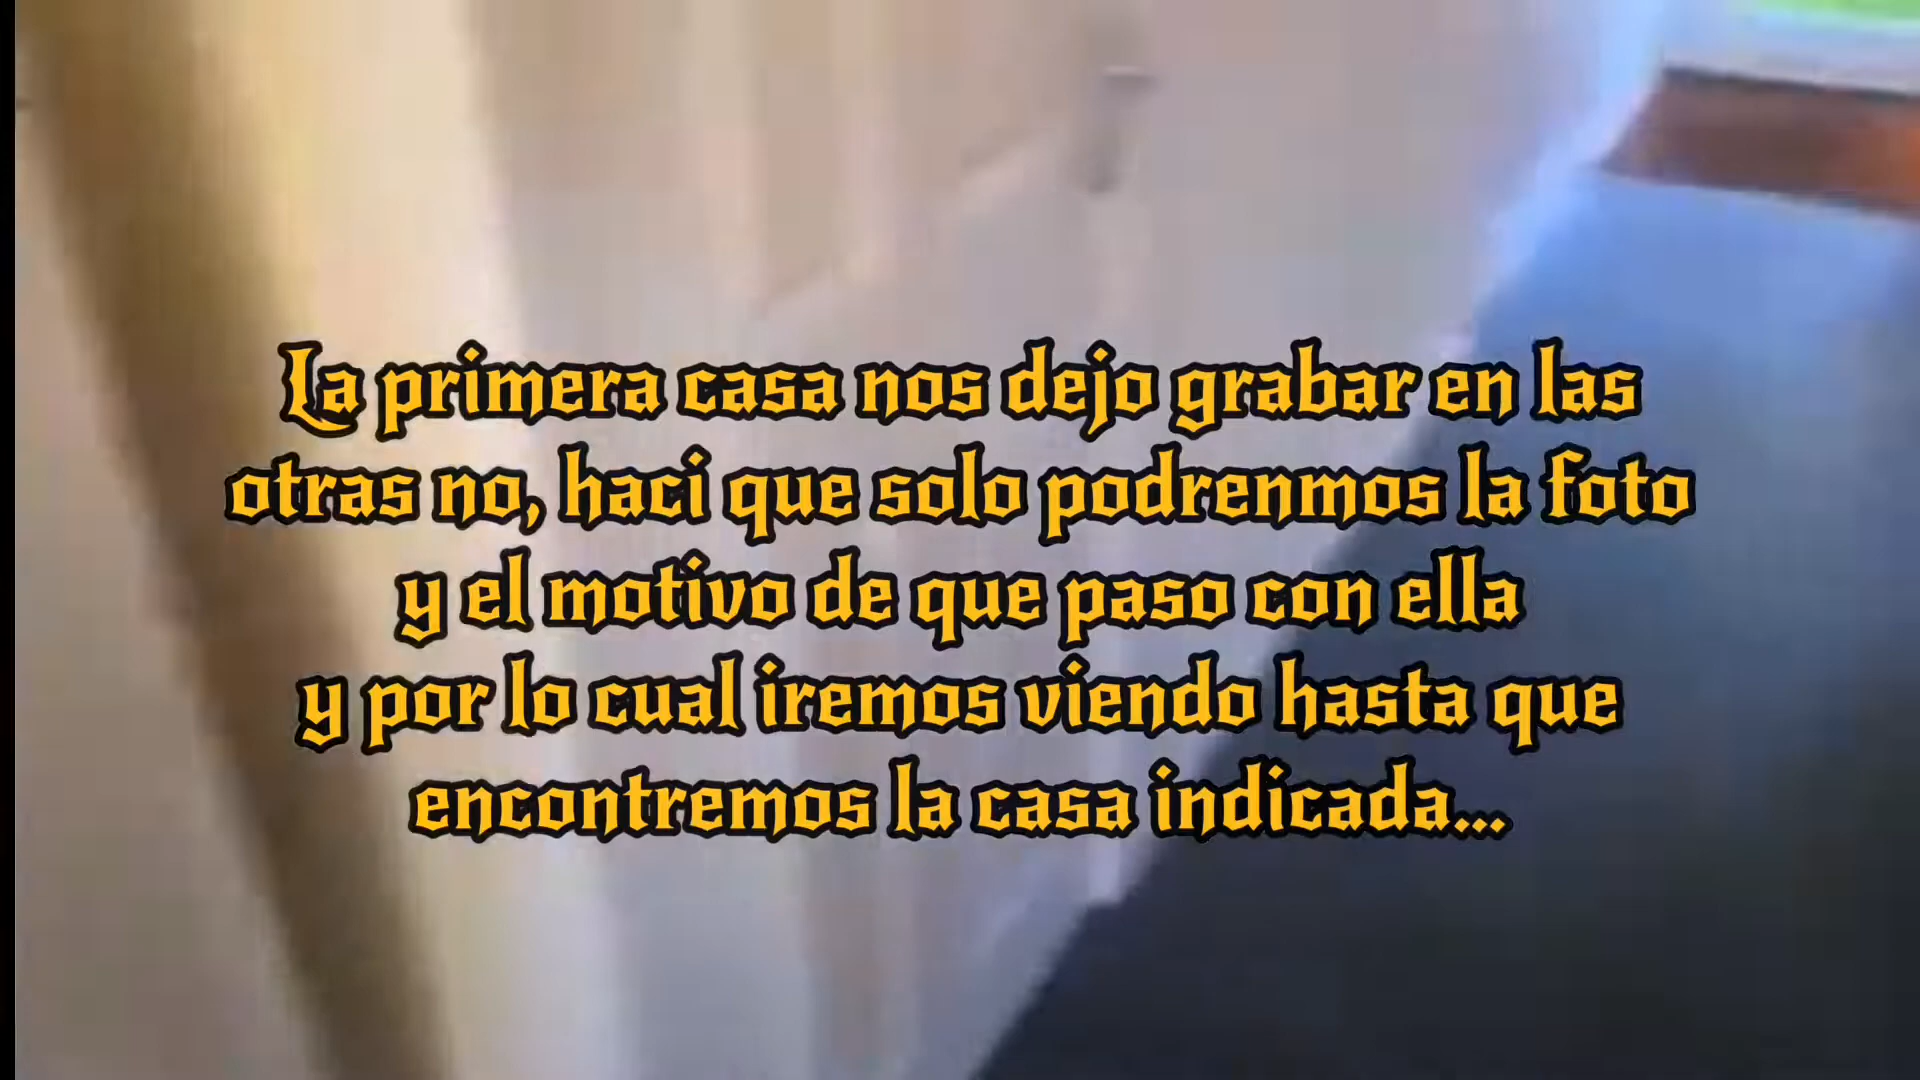 La primera casa nos dejo grabar en las
otras no, haci que solo podrenmos la foto
y el motivo de que paso con ella
y por lo cual iremos viendo hasta que
encontremos la casa indicada...